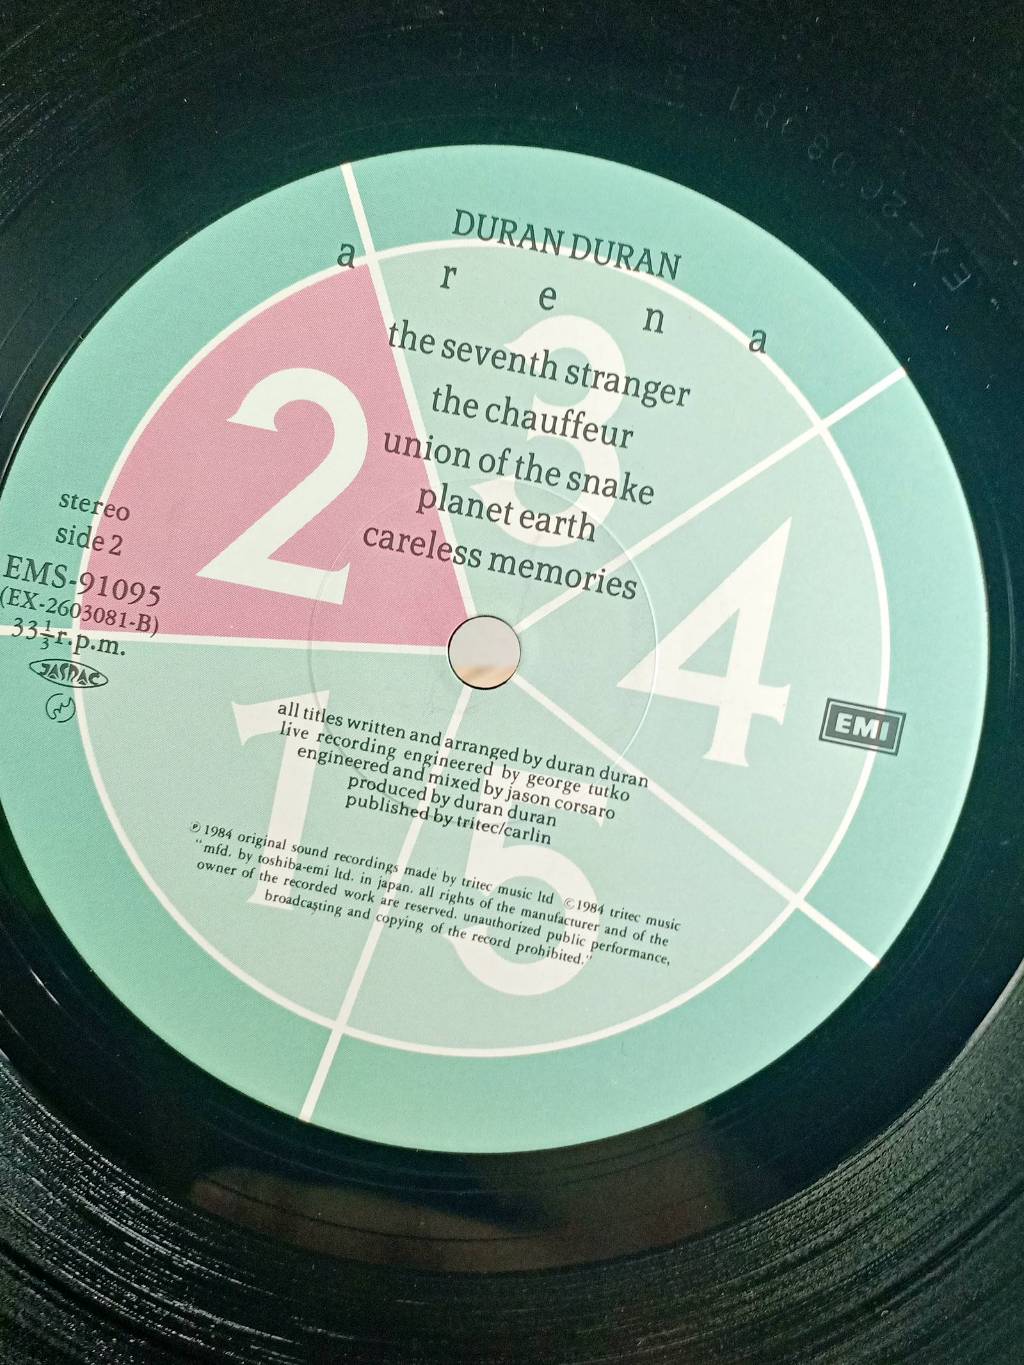 DURAN DURAN
a r e n a
the seventh stranger
the chauffeur
union of the snake
planet earth
careless memories
2
3
4
1
5
stereo
side 2
EMS-91095
(EX-2603081-B)
33⅓r.p.m.
JASRAC
EMI
all titles written and arranged by duran duran
live recording engineered by george tutko
engineered and mixed by jason corsaro
produced by duran duran
published by tritec/carlin
℗ 1984 original sound recordings made by tritec music ltd ©1984 tritec music
"mfd. by toshiba-emi ltd. in japan. all rights of the manufacturer and of the
owner of the recorded work are reserved. unauthorized public performance,
broadcasting and copying of the record prohibited."